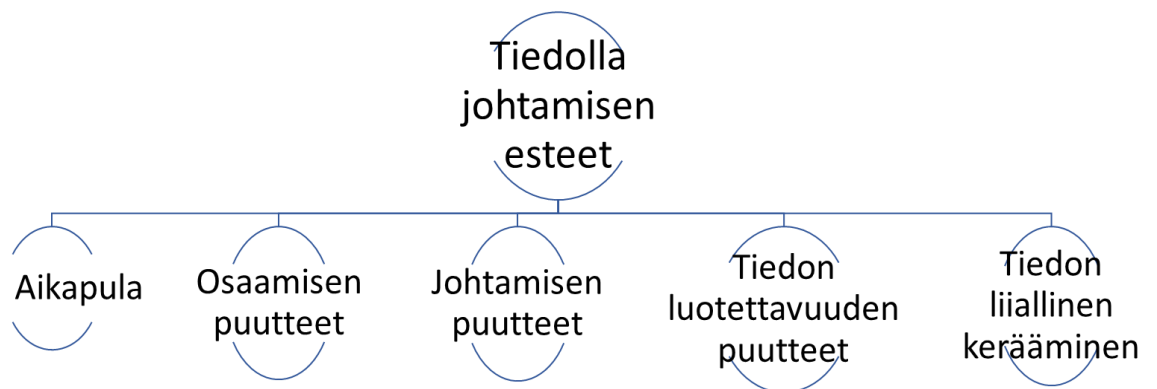 Tiedolla
johtamisen
esteet
Aikapula
Osaamisen
puutteet
Johtamisen
puutteet
Tiedon
luotettavuuden
puutteet
Tiedon
liiallinen
kerääminen